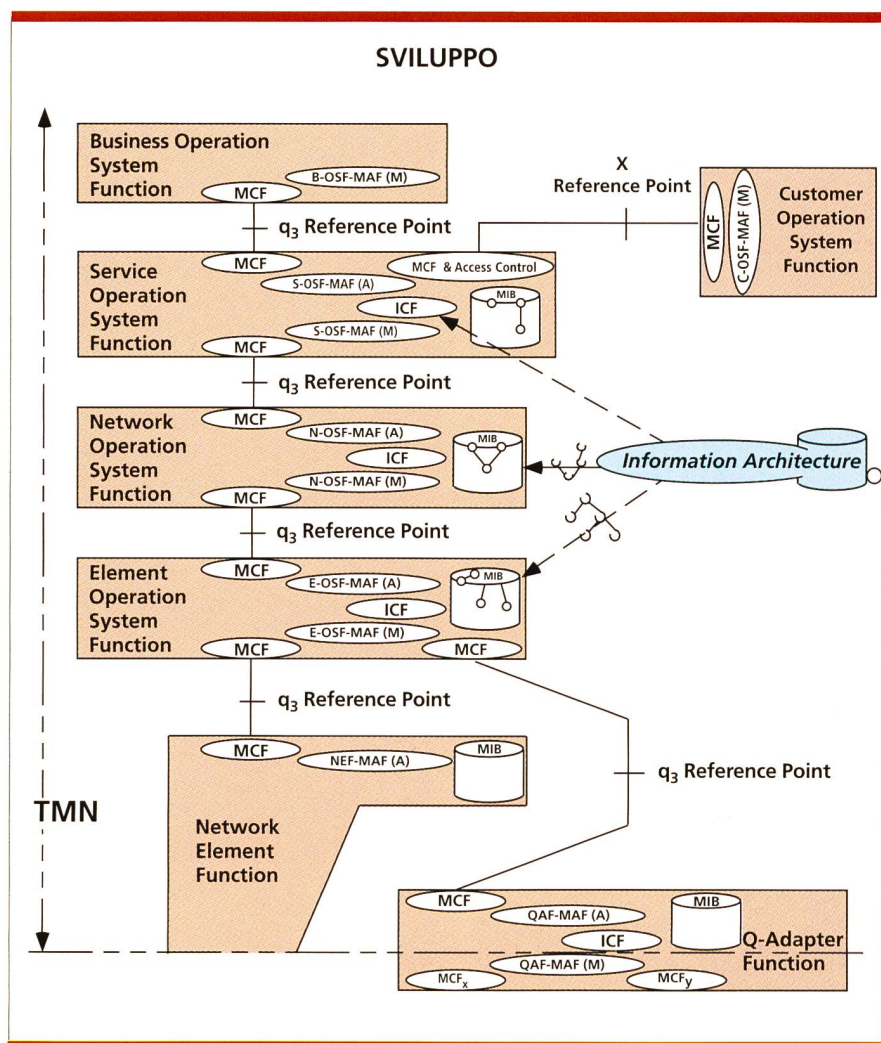 SVILUPPO
Business Operation
System
Function
B-OSF-MAF (M)
MCF
q3 Reference Point
X
Reference Point
MCF
C-OSF-MAF (M)
Customer
Operation
System
Function
Service
Operation
System
Function
MCF
MCF & Access Control
S-OSF-MAF (A)
ICF
MIB
S-OSF-MAF (M)
MCF
q3 Reference Point
Network
Operation
System
Function
MCF
N-OSF-MAF (A)
ICF
MIB
N-OSF-MAF (M)
MCF
Information Architecture
q3 Reference Point
Element
Operation
System
Function
MCF
E-OSF-MAF (A)
ICF
MIB
E-OSF-MAF (M)
MCF
MCF
q3 Reference Point
MCF
NEF-MAF (A)
MIB
q3 Reference Point
TMN
Network
Element
Function
MCF
QAF-MAF (A)
MIB
ICF
Q-Adapter
Function
QAF-MAF (M)
MCFx
MCFy